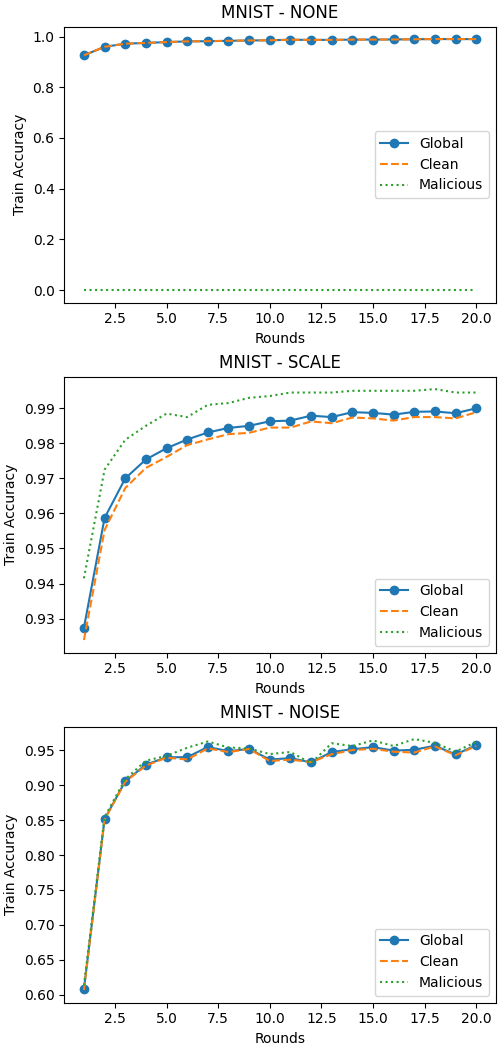 MNIST - NONE
1.0
0.8
0.6
0.4
0.2
0.0
Train Accuracy
Global
Clean
Malicious
2.5 5.0 7.5 10.0 12.5 15.0 17.5 20.0
Rounds
MNIST - SCALE
0.99
0.98
0.97
0.96
0.95
0.94
0.93
Train Accuracy
Global
Clean
Malicious
2.5 5.0 7.5 10.0 12.5 15.0 17.5 20.0
Rounds
MNIST - NOISE
0.95
0.90
0.85
0.80
0.75
0.70
0.65
0.60
Train Accuracy
Global
Clean
Malicious
2.5 5.0 7.5 10.0 12.5 15.0 17.5 20.0
Rounds